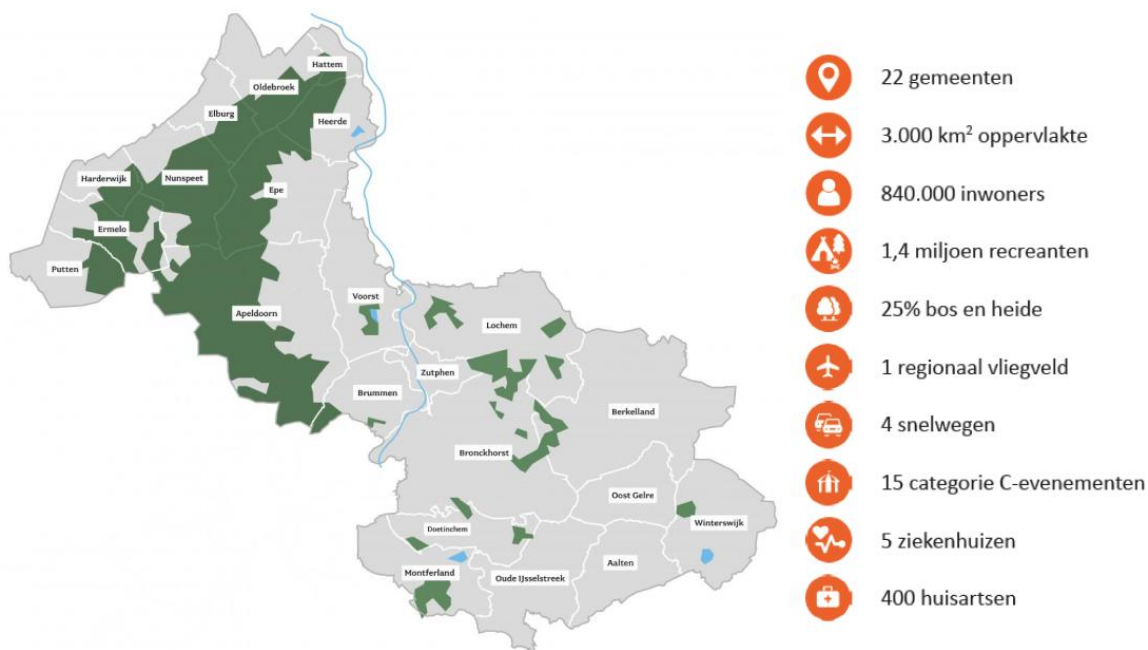 Hattem
Oldebroek
Elburg
Heerde
Harderwijk
Nunspeet
Epe
Ermelo
Putten
Apeldoorn
Voorst
Lochem
Zutphen
Brummen
Berkelland
Bronckhorst
Oost Gelre
Winterswijk
Doetinchem
Aalten
Montferland
Oude IJsselstreek
22 gemeenten
3.000 km² oppervlakte
840.000 inwoners
1,4 miljoen recreanten
25% bos en heide
1 regionaal vliegveld
4 snelwegen
15 categorie C-evenementen
5 ziekenhuizen
400 huisartsen